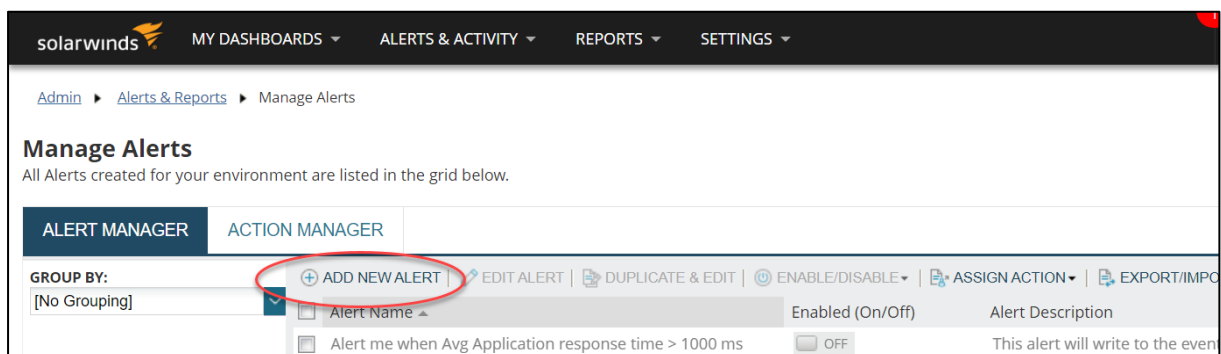 solarwinds MY DASHBOARDS ALERTS & ACTIVITY REPORTS SETTINGS
Admin Alerts & Reports Manage Alerts
Manage Alerts
All Alerts created for your environment are listed in the grid below.
ALERT MANAGER ACTION MANAGER
GROUP BY: ADD NEW ALERT | EDIT ALERT | DUPLICATE & EDIT | ENABLE/DISABLE | ASSIGN ACTION | EXPORT/IMPO
[No Grouping] Alert Name Enabled (On/Off) Alert Description
Alert me when Avg Application response time > 1000 ms OFF This alert will write to the even